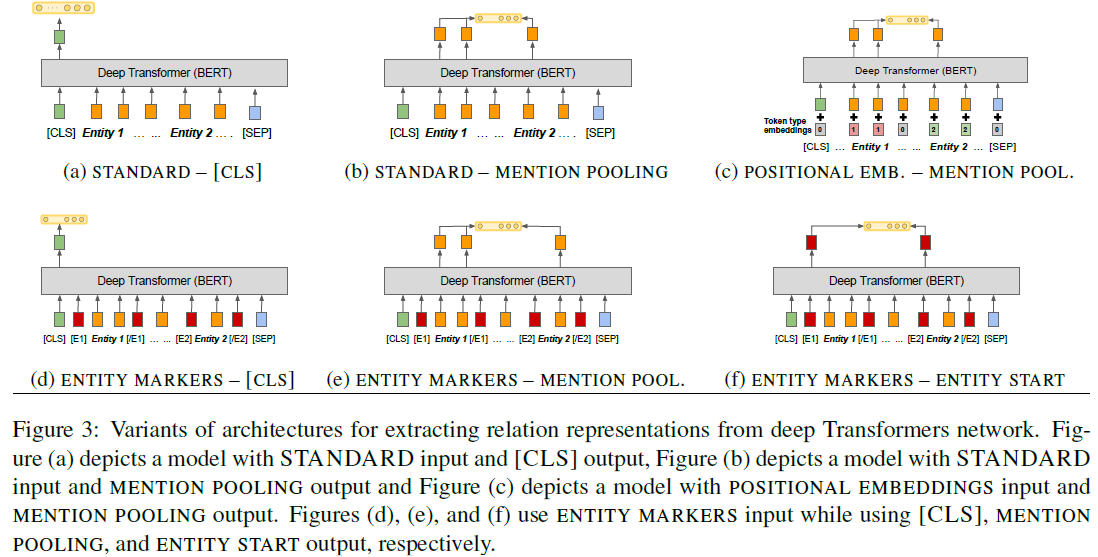 Deep Transformer (BERT)
[CLS] Entity 1 ... ... Entity 2 ... . [SEP]
(a) STANDARD – [CLS]
Deep Transformer (BERT)
[CLS] Entity 1 ... ... Entity 2 ... . [SEP]
(b) STANDARD – MENTION POOLING
Deep Transformer (BERT)
Token type
embeddings
0 1 1 0 2 2 0
[CLS] ... Entity 1 ... ... Entity 2 ... [SEP]
(c) POSITIONAL EMB. – MENTION POOL.
Deep Transformer (BERT)
[CLS] [E1] Entity 1 [/E1] ... ... [E2] Entity 2 [/E2] [SEP]
(d) ENTITY MARKERS – [CLS]
Deep Transformer (BERT)
[CLS] [E1] Entity 1 [/E1] ... ... [E2] Entity 2 [/E2] [SEP]
(e) ENTITY MARKERS – MENTION POOL.
Deep Transformer (BERT)
[CLS] [E1] Entity 1 [/E1] ... ... [E2] Entity 2 [/E2] [SEP]
(f) ENTITY MARKERS – ENTITY START
Figure 3: Variants of architectures for extracting relation representations from deep Transformers network. Fig-
ure (a) depicts a model with STANDARD input and [CLS] output, Figure (b) depicts a model with STANDARD
input and MENTION POOLING output and Figure (c) depicts a model with POSITIONAL EMBEDDINGS input and
MENTION POOLING output. Figures (d), (e), and (f) use ENTITY MARKERS input while using [CLS], MENTION
POOLING, and ENTITY START output, respectively.